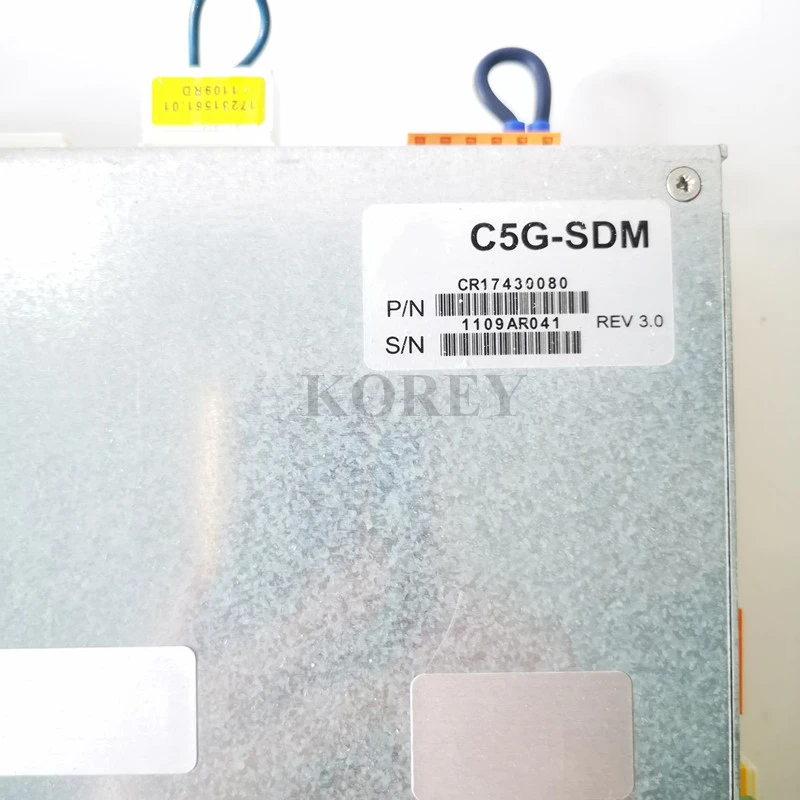 17231561.01
1109RD
C5G-SDM
CR17430080
P/N
1109AR041
REV 3.0
S/N
KOREY